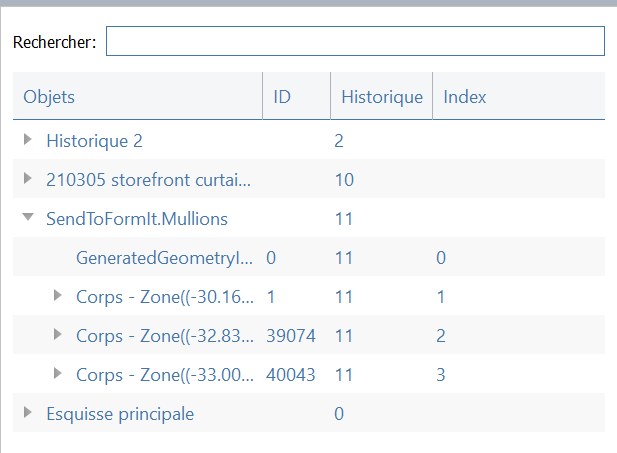 Rechercher:
Objets ID Historique Index
Historique 2 2
210305 storefront curtai... 10
SendToFormIt.Mullions 11
GeneratedGeometryI... 0 11 0
Corps - Zone((-30.16... 1 11 1
Corps - Zone((-32.83... 39074 11 2
Corps - Zone((-33.00... 40043 11 3
Esquisse principale 0